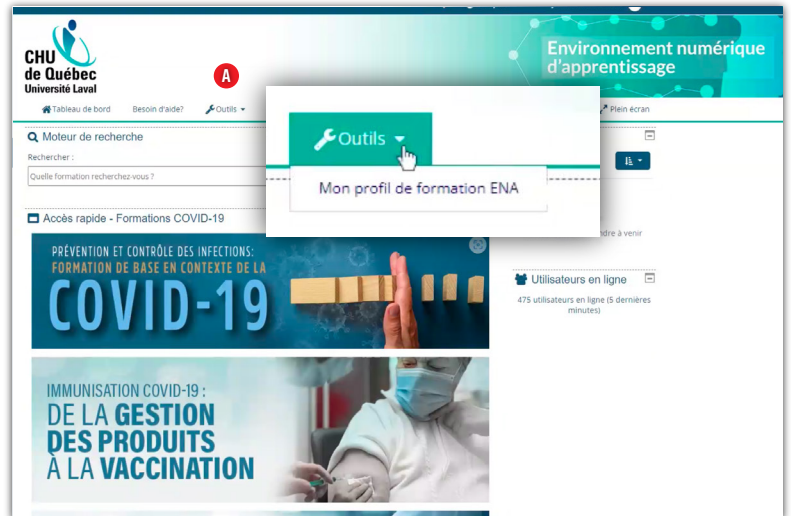 CHU
de Québec
Université Laval
Environnement numérique
d'apprentissage
A
Tableau de bord
Besoin d'aide?
Outils
Plein écran
Outils
Mon profil de formation ENA
Moteur de recherche
Rechercher :
Quelle formation recherchez-vous ?
Accès rapide - Formations COVID-19
PRÉVENTION ET CONTRÔLE DES INFECTIONS:
FORMATION DE BASE EN CONTEXTE DE LA
COVID-19
IMMUNISATION COVID-19 :
DE LA GESTION
DES PRODUITS
À LA VACCINATION
à venir
Utilisateurs en ligne
475 utilisateurs en ligne (5 dernières
minutes)